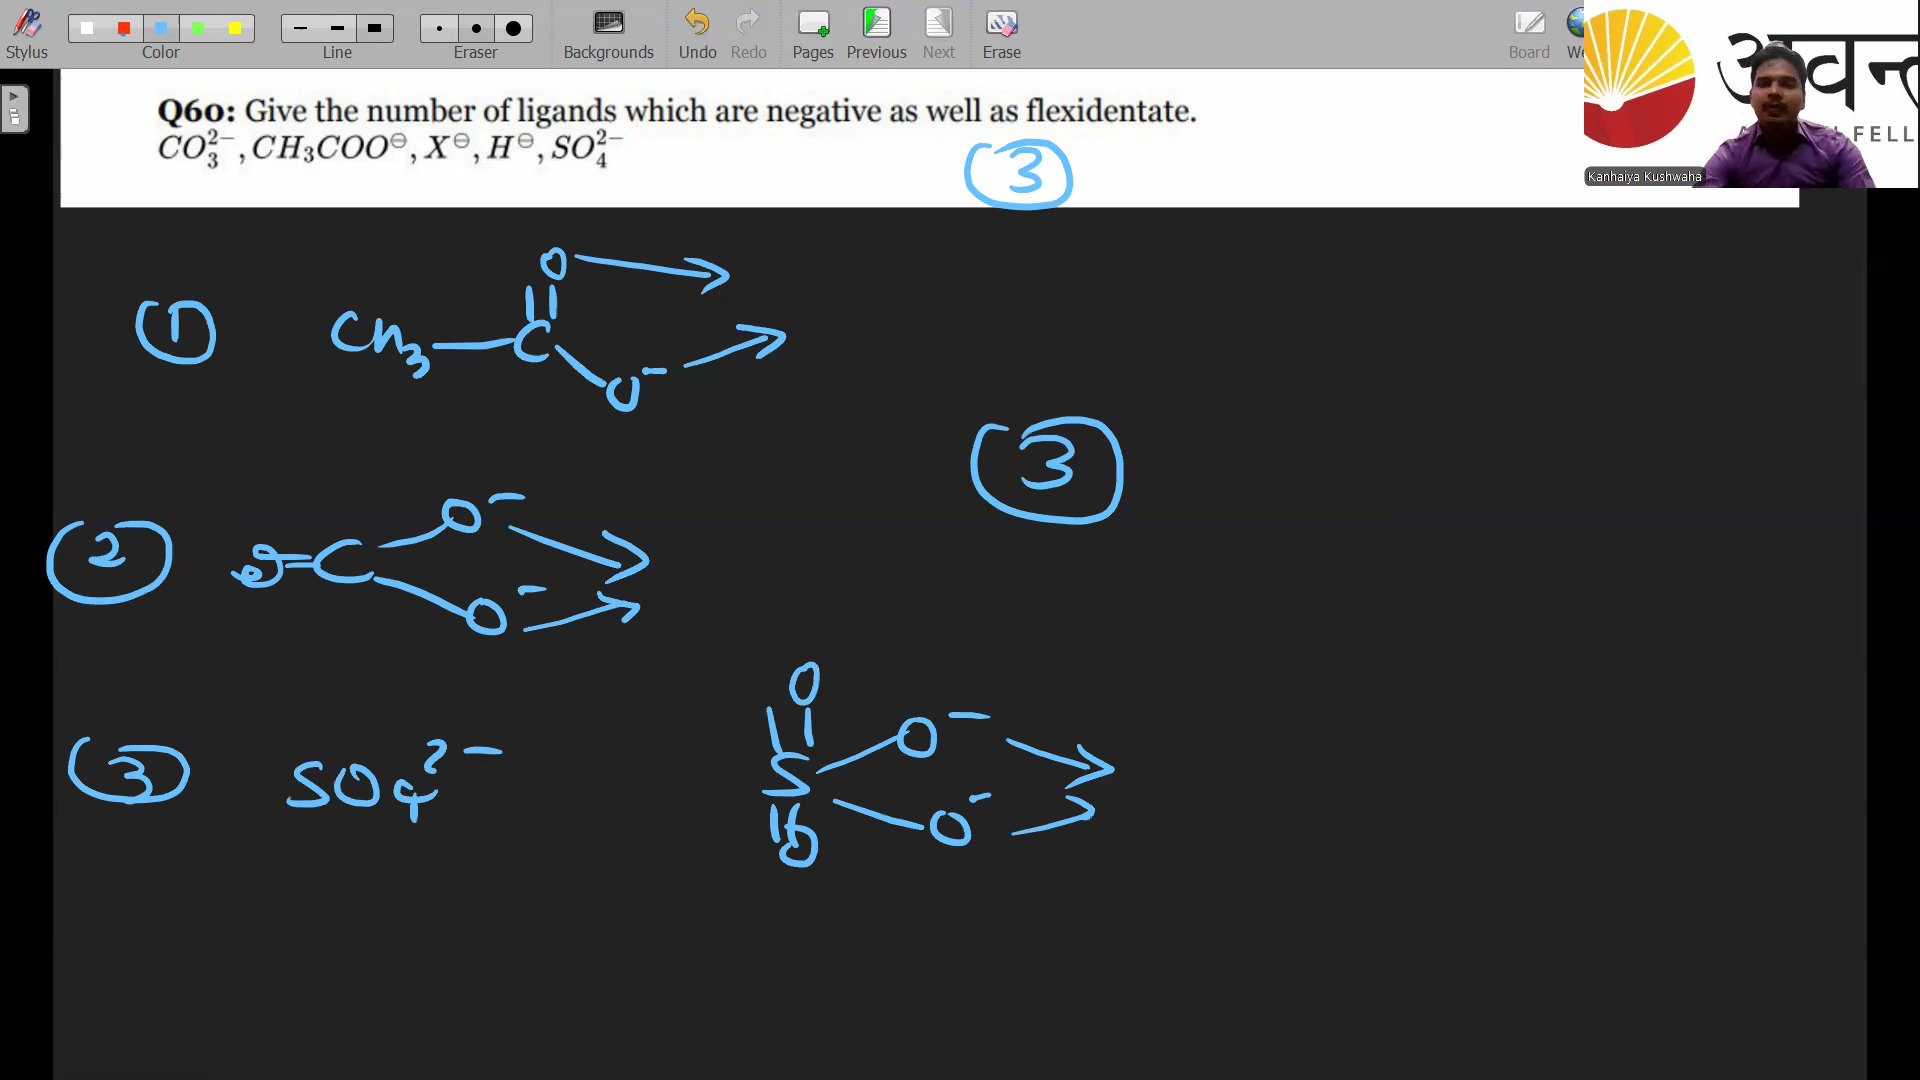 Stylus
Color
Line
Eraser
Backgrounds
Undo
Redo
Pages
Previous
Next
Erase
Board
We
अवन्त
FELL
Kanhaiya Kushwaha
Q60: Give the number of ligands which are negative as well as flexidentate.
CO₃²⁻, CH₃COO⊖, X⊖, H⊖, SO₄²⁻
3
1
O
CH₃ C
O⁻
3
2
O⁻
C
O⁻
3
SO₄²⁻
O
S
O⁻
O⁻
O